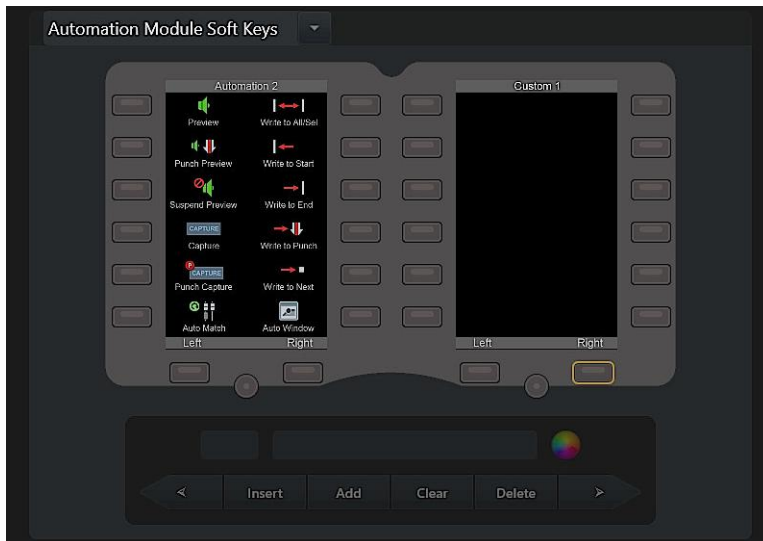 Automation Module Soft Keys
Automation 2
Preview
Write to All/Sel
Punch Preview
Write to Start
Suspend Preview
Write to End
CAPTURE
Capture
Write to Punch
P
CAPTURE
Punch Capture
Write to Next
Auto Match
Auto Window
Left
Right
Custom 1
Left
Right
Insert
Add
Clear
Delete